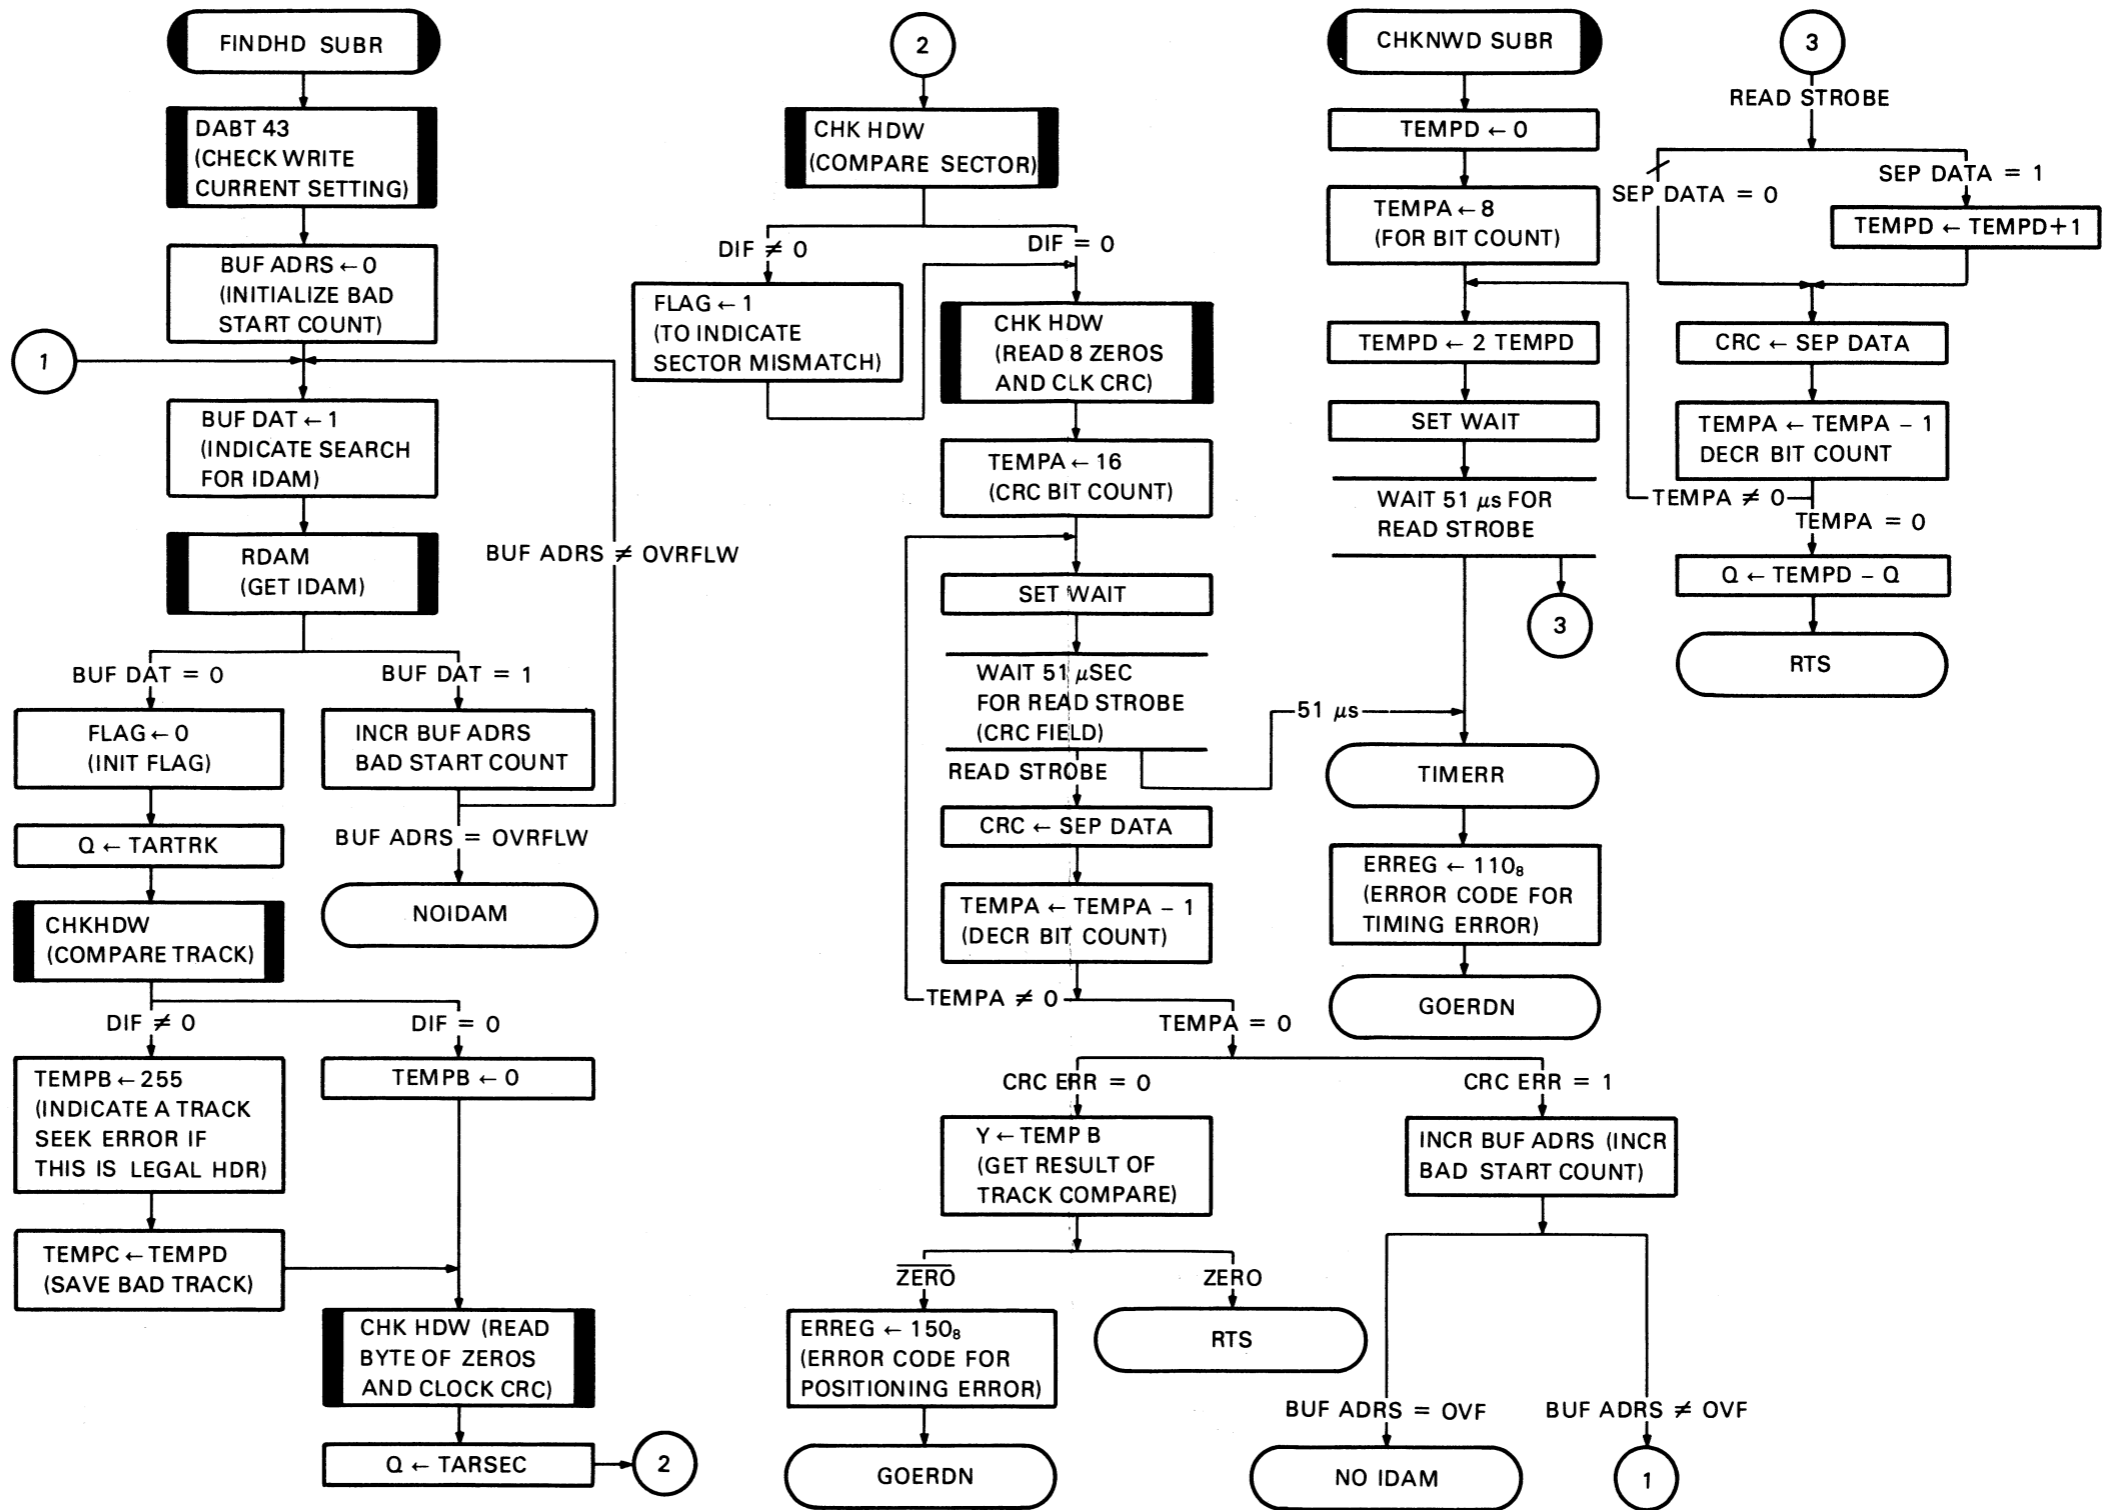 FINDHD SUBR
DABT 43
(CHECK WRITE
CURRENT SETTING)
BUF ADRS ← 0
(INITIALIZE BAD
START COUNT)
1
BUF DAT ← 1
(INDICATE SEARCH
FOR IDAM)
RDAM
(GET IDAM)
BUF ADRS ≠ OVRFLW
BUF DAT = 0
BUF DAT = 1
FLAG ← 0
(INIT FLAG)
INCR BUF ADRS
BAD START COUNT
Q ← TARTRK
BUF ADRS = OVRFLW
NOIDAM
CHKHDW
(COMPARE TRACK)
DIF ≠ 0
DIF = 0
TEMPB ← 255
(INDICATE A TRACK
SEEK ERROR IF
THIS IS LEGAL HDR)
TEMPB ← 0
TEMPC ← TEMPD
(SAVE BAD TRACK)
CHK HDW (READ
BYTE OF ZEROS
AND CLOCK CRC)
Q ← TARSEC
2
2
CHK HDW
(COMPARE SECTOR)
DIF ≠ 0
DIF = 0
FLAG ← 1
(TO INDICATE
SECTOR MISMATCH)
CHK HDW
(READ 8 ZEROS
AND CLK CRC)
TEMPA ← 16
(CRC BIT COUNT)
SET WAIT
WAIT 51 μSEC
FOR READ STROBE
(CRC FIELD)
51 μs
READ STROBE
CRC ← SEP DATA
TEMPA ← TEMPA – 1
(DECR BIT COUNT)
TEMPA ≠ 0
TEMPA = 0
CRC ERR = 0
CRC ERR = 1
Y ← TEMP B
(GET RESULT OF
TRACK COMPARE)
INCR BUF ADRS (INCR
BAD START COUNT)
Z̅E̅R̅O̅
ZERO
ERREG ← 150₈
(ERROR CODE FOR
POSITIONING ERROR)
RTS
GOERDN
BUF ADRS = OVF
BUF ADRS ≠ OVF
NO IDAM
1
CHKNWD SUBR
TEMPD ← 0
TEMPA ← 8
(FOR BIT COUNT)
TEMPD ← 2 TEMPD
SET WAIT
WAIT 51 μs FOR
READ STROBE
3
TIMERR
ERREG ← 110₈
(ERROR CODE FOR
TIMING ERROR)
GOERDN
3
READ STROBE
SEP DATA = 0
SEP DATA = 1
TEMPD ← TEMPD+1
CRC ← SEP DATA
TEMPA ← TEMPA – 1
DECR BIT COUNT
TEMPA ≠ 0
TEMPA = 0
Q ← TEMPD – Q
RTS